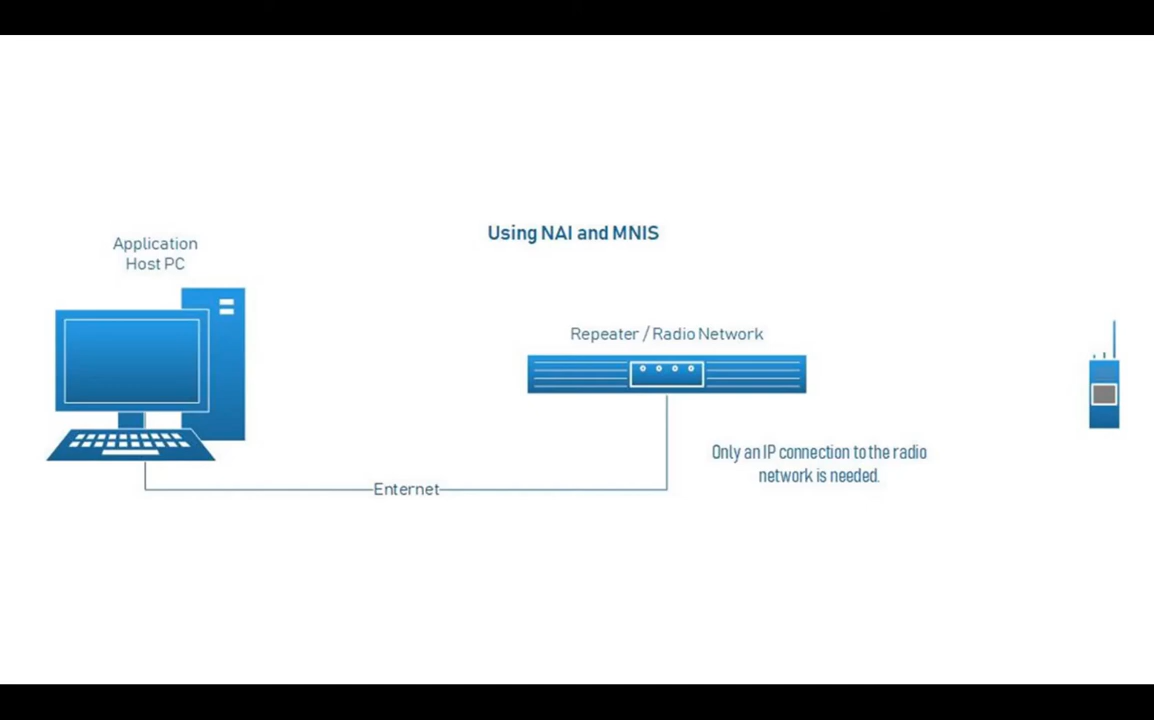 Using NAI and MNIS
Application
Host PC
Repeater / Radio Network
Only an IP connection to the radio
network is needed.
Enternet